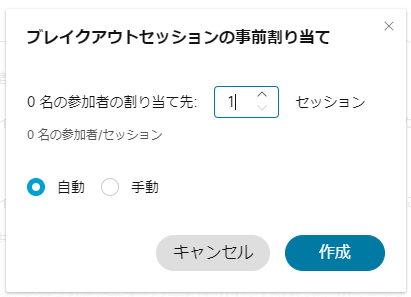 ブレイクアウトセッションの事前割り当て
0 名の参加者の割り当て先: 1 セッション
0 名の参加者/セッション
自動 手動
キャンセル 作成